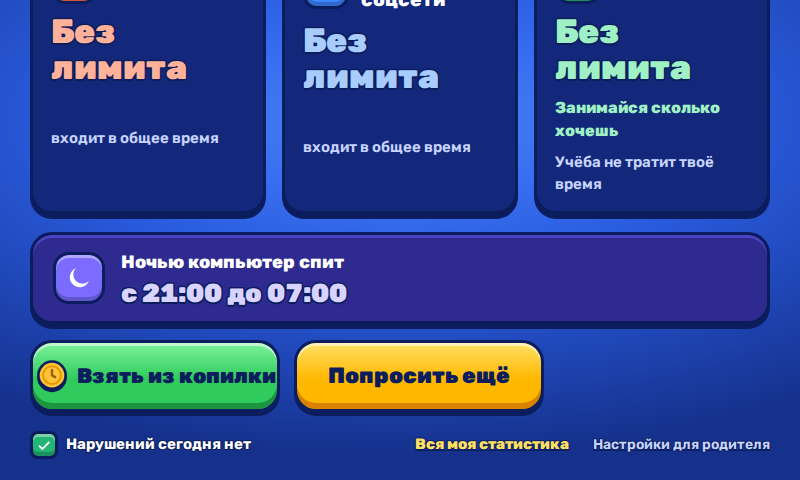 соцсети
Без
лимита
входит в общее время
Без
лимита
входит в общее время
Без
лимита
Занимайся сколько
хочешь
Учёба не тратит твоё
время
Ночью компьютер спит
с 21:00 до 07:00
Взять из копилки
Попросить ещё
Нарушений сегодня нет
Вся моя статистика
Настройки для родителя